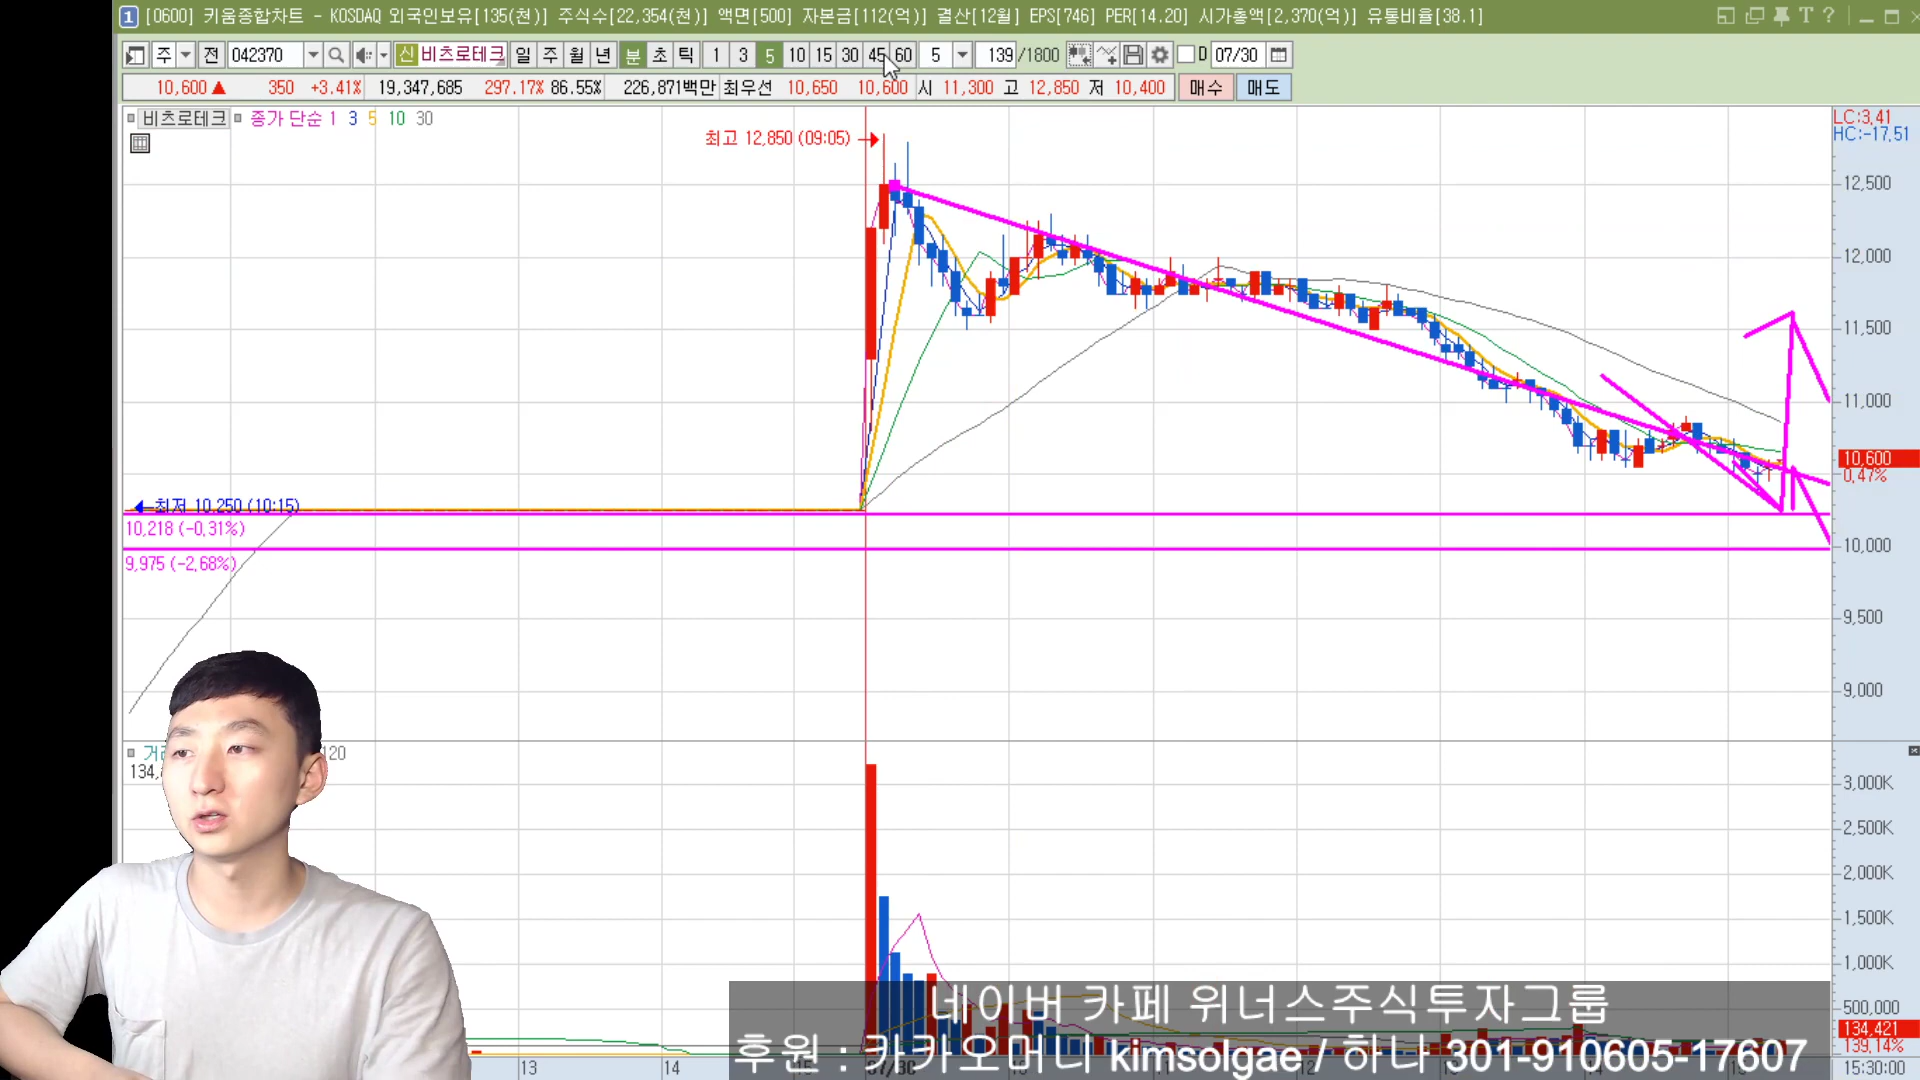 1 [0600] 키움종합차트 - KOSDAQ 외국인보유[135(천)] 주식수[22,354(천)] 액면[500] 자본금[112(억)] 결산[12월] EPS[746] PER[14.20] 시가총액[2,370(억)] 유통비율[38.1] T ?
주 전 042370 신 비츠로테크 일 주 월 년 분 초 틱 1 3 5 10 15 30 45 60 5 139 /1800 D 07/30
10,600 ▲ 350 +3.41% 19,347,685 297.17% 86.55% 226,871백만 최우선 10,650 10,600 시 11,300 고 12,850 저 10,400 매수 매도
비츠로테크 종가 단순 1 3 5 10 30
LC:3,41
HC:-17,51
최고 12,850 (09:05)
12,500
12,000
11,500
11,000
10,600
0,47%
최저 10,250 (10:15)
10,218 (-0,31%)
10,000
9,975 (-2,68%)
9,500
9,000
120
3,000K
2,500K
2,000K
1,500K
1,000K
500,000
134,421
139,14%
네이버 카페 위너스주식투자그룹
후원 : 카카오머니 kimsolgae / 하나 301-910605-17607
13 14 15:30:00